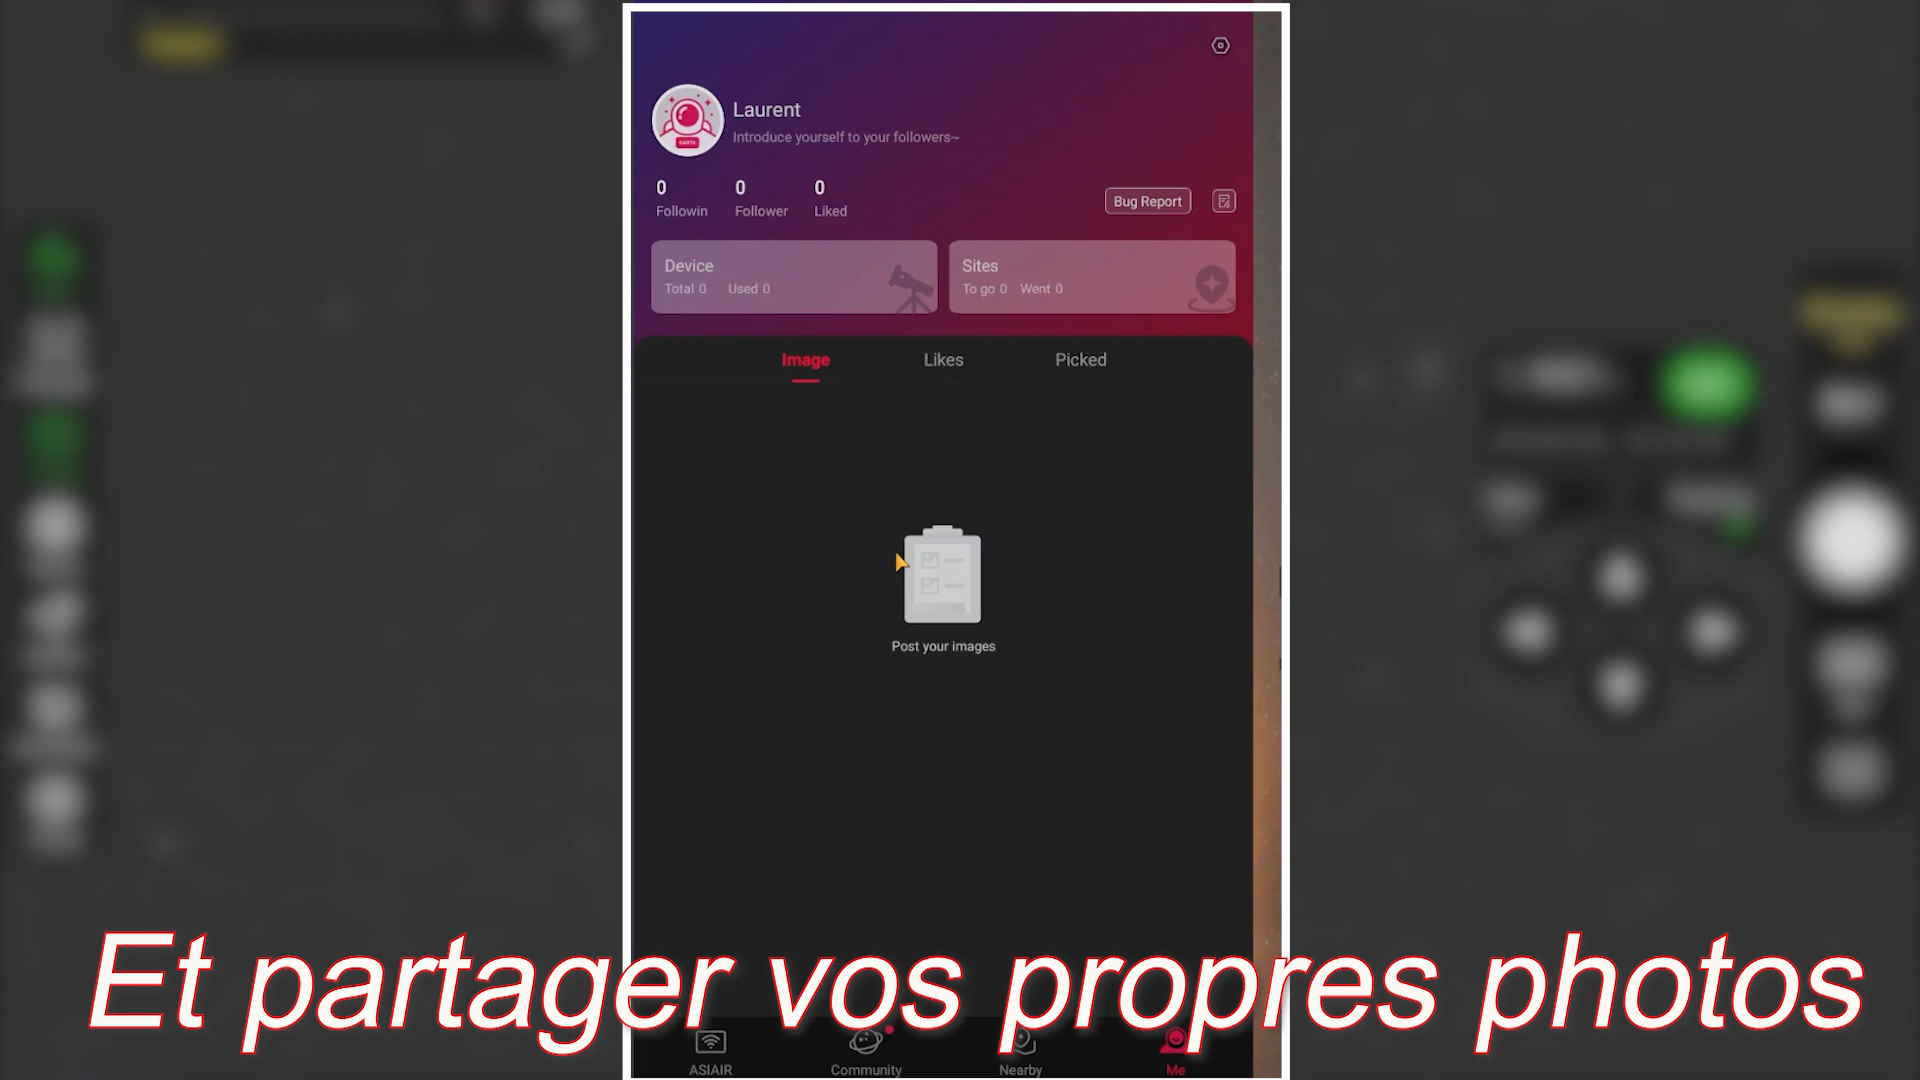 Laurent
Introduce yourself to your followers~
0 0 0
Followin Follower Liked
Bug Report
Device
Total 0 Used 0
Sites
To go 0 Went 0
Image Likes Picked
Post your images
Et partager vos propres photos
ASIAIR Community Nearby Me